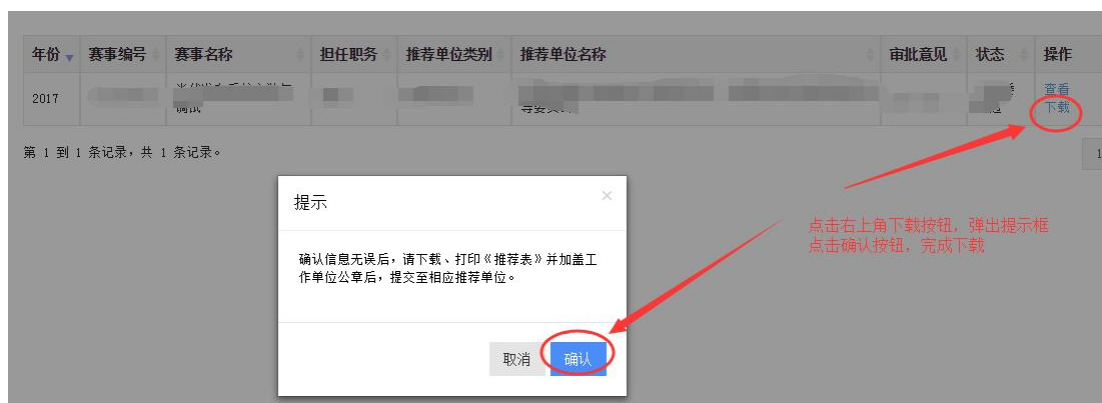 年份 赛事编号 赛事名称 担任职务 推荐单位类别 推荐单位名称 审批意见 状态 操作
2017 查看
调试 下载
第 1 到 1 条记录，共 1 条记录。 1
提示 ×
确认信息无误后，请下载、打印《推荐表》并加盖工
作单位公章后，提交至相应推荐单位。
取消 确认
点击右上角下载按钮，弹出提示框
点击确认按钮，完成下载